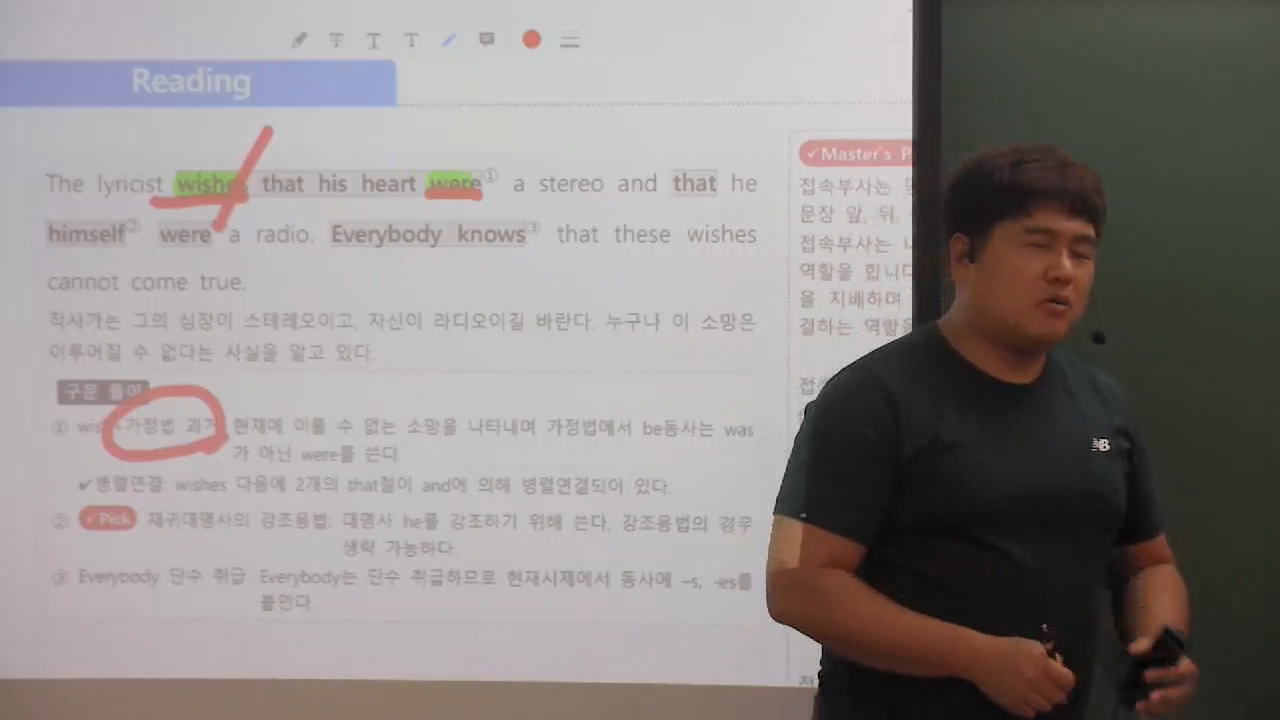 Reading
The lyricist wishes that his heart were① a stereo and that he
himself② were a radio. Everybody knows③ that these wishes
cannot come true.
작사가는 그의 심장이 스테레오이고, 자신이 라디오이길 바란다. 누구나 이 소망은
이루어질 수 없다는 사실을 알고 있다.
구문 풀이
① wis 가정법 과거 현재에 이룰 수 없는 소망을 나타내며 가정법에서 be동사는 was
가 아닌 were를 쓴다.
✔병렬연결: wishes 다음에 2개의 that절이 and에 의해 병렬연결되어 있다.
② ✓Pick 재귀대명사의 강조용법: 대명사 he를 강조하기 위해 쓴다. 강조용법의 경우
생략 가능하다.
③ Everybody 단수 취급 Everybody는 단수 취급하므로 현재시제에서 동사에 –s, -es를
붙인다.
✓Master's P
접속부사는
문장 앞, 뒤,
접속부사는
역할을 합니다
을 지배하며
결하는 역할을
NB